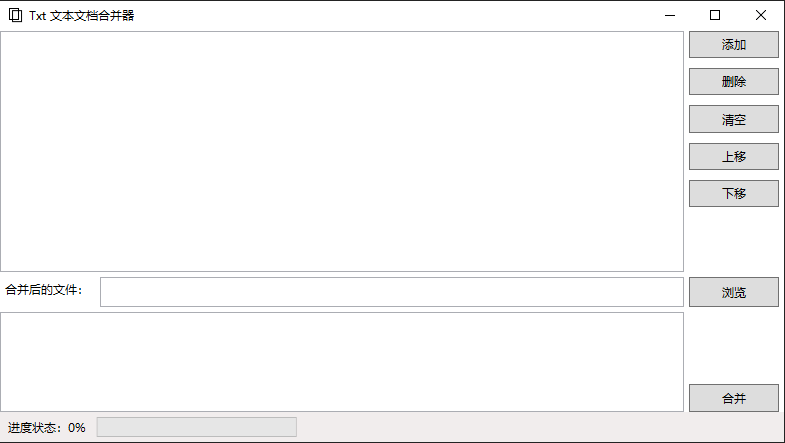 Txt 文本文档合并器
添加
删除
清空
上移
下移
合并后的文件：
浏览
合并
进度状态：0%